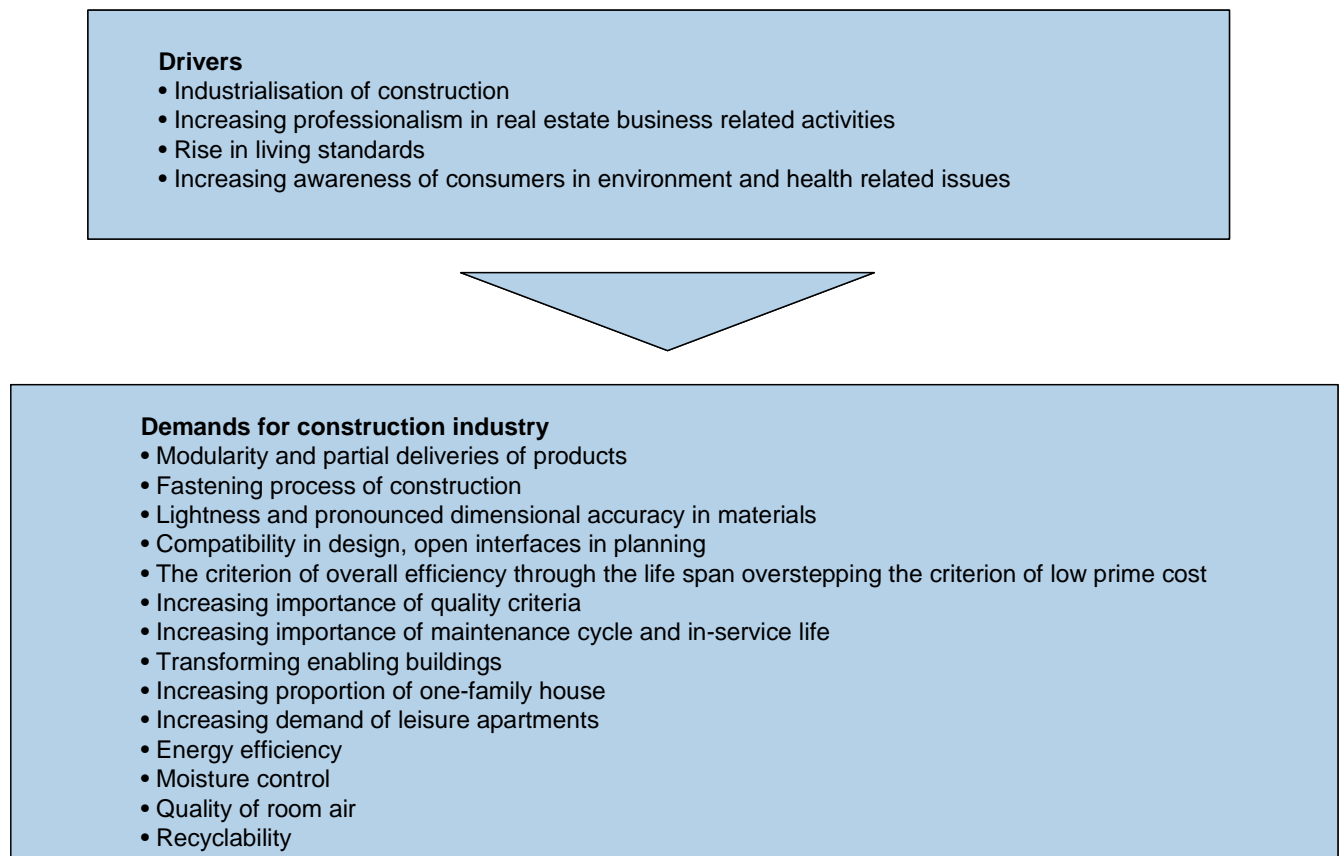 Drivers
• Industrialisation of construction
• Increasing professionalism in real estate business related activities
• Rise in living standards
• Increasing awareness of consumers in environment and health related issues
Demands for construction industry
• Modularity and partial deliveries of products
• Fastening process of construction
• Lightness and pronounced dimensional accuracy in materials
• Compatibility in design, open interfaces in planning
• The criterion of overall efficiency through the life span overstepping the criterion of low prime cost
• Increasing importance of quality criteria
• Increasing importance of maintenance cycle and in-service life
• Transforming enabling buildings
• Increasing proportion of one-family house
• Increasing demand of leisure apartments
• Energy efficiency
• Moisture control
• Quality of room air
• Recyclability